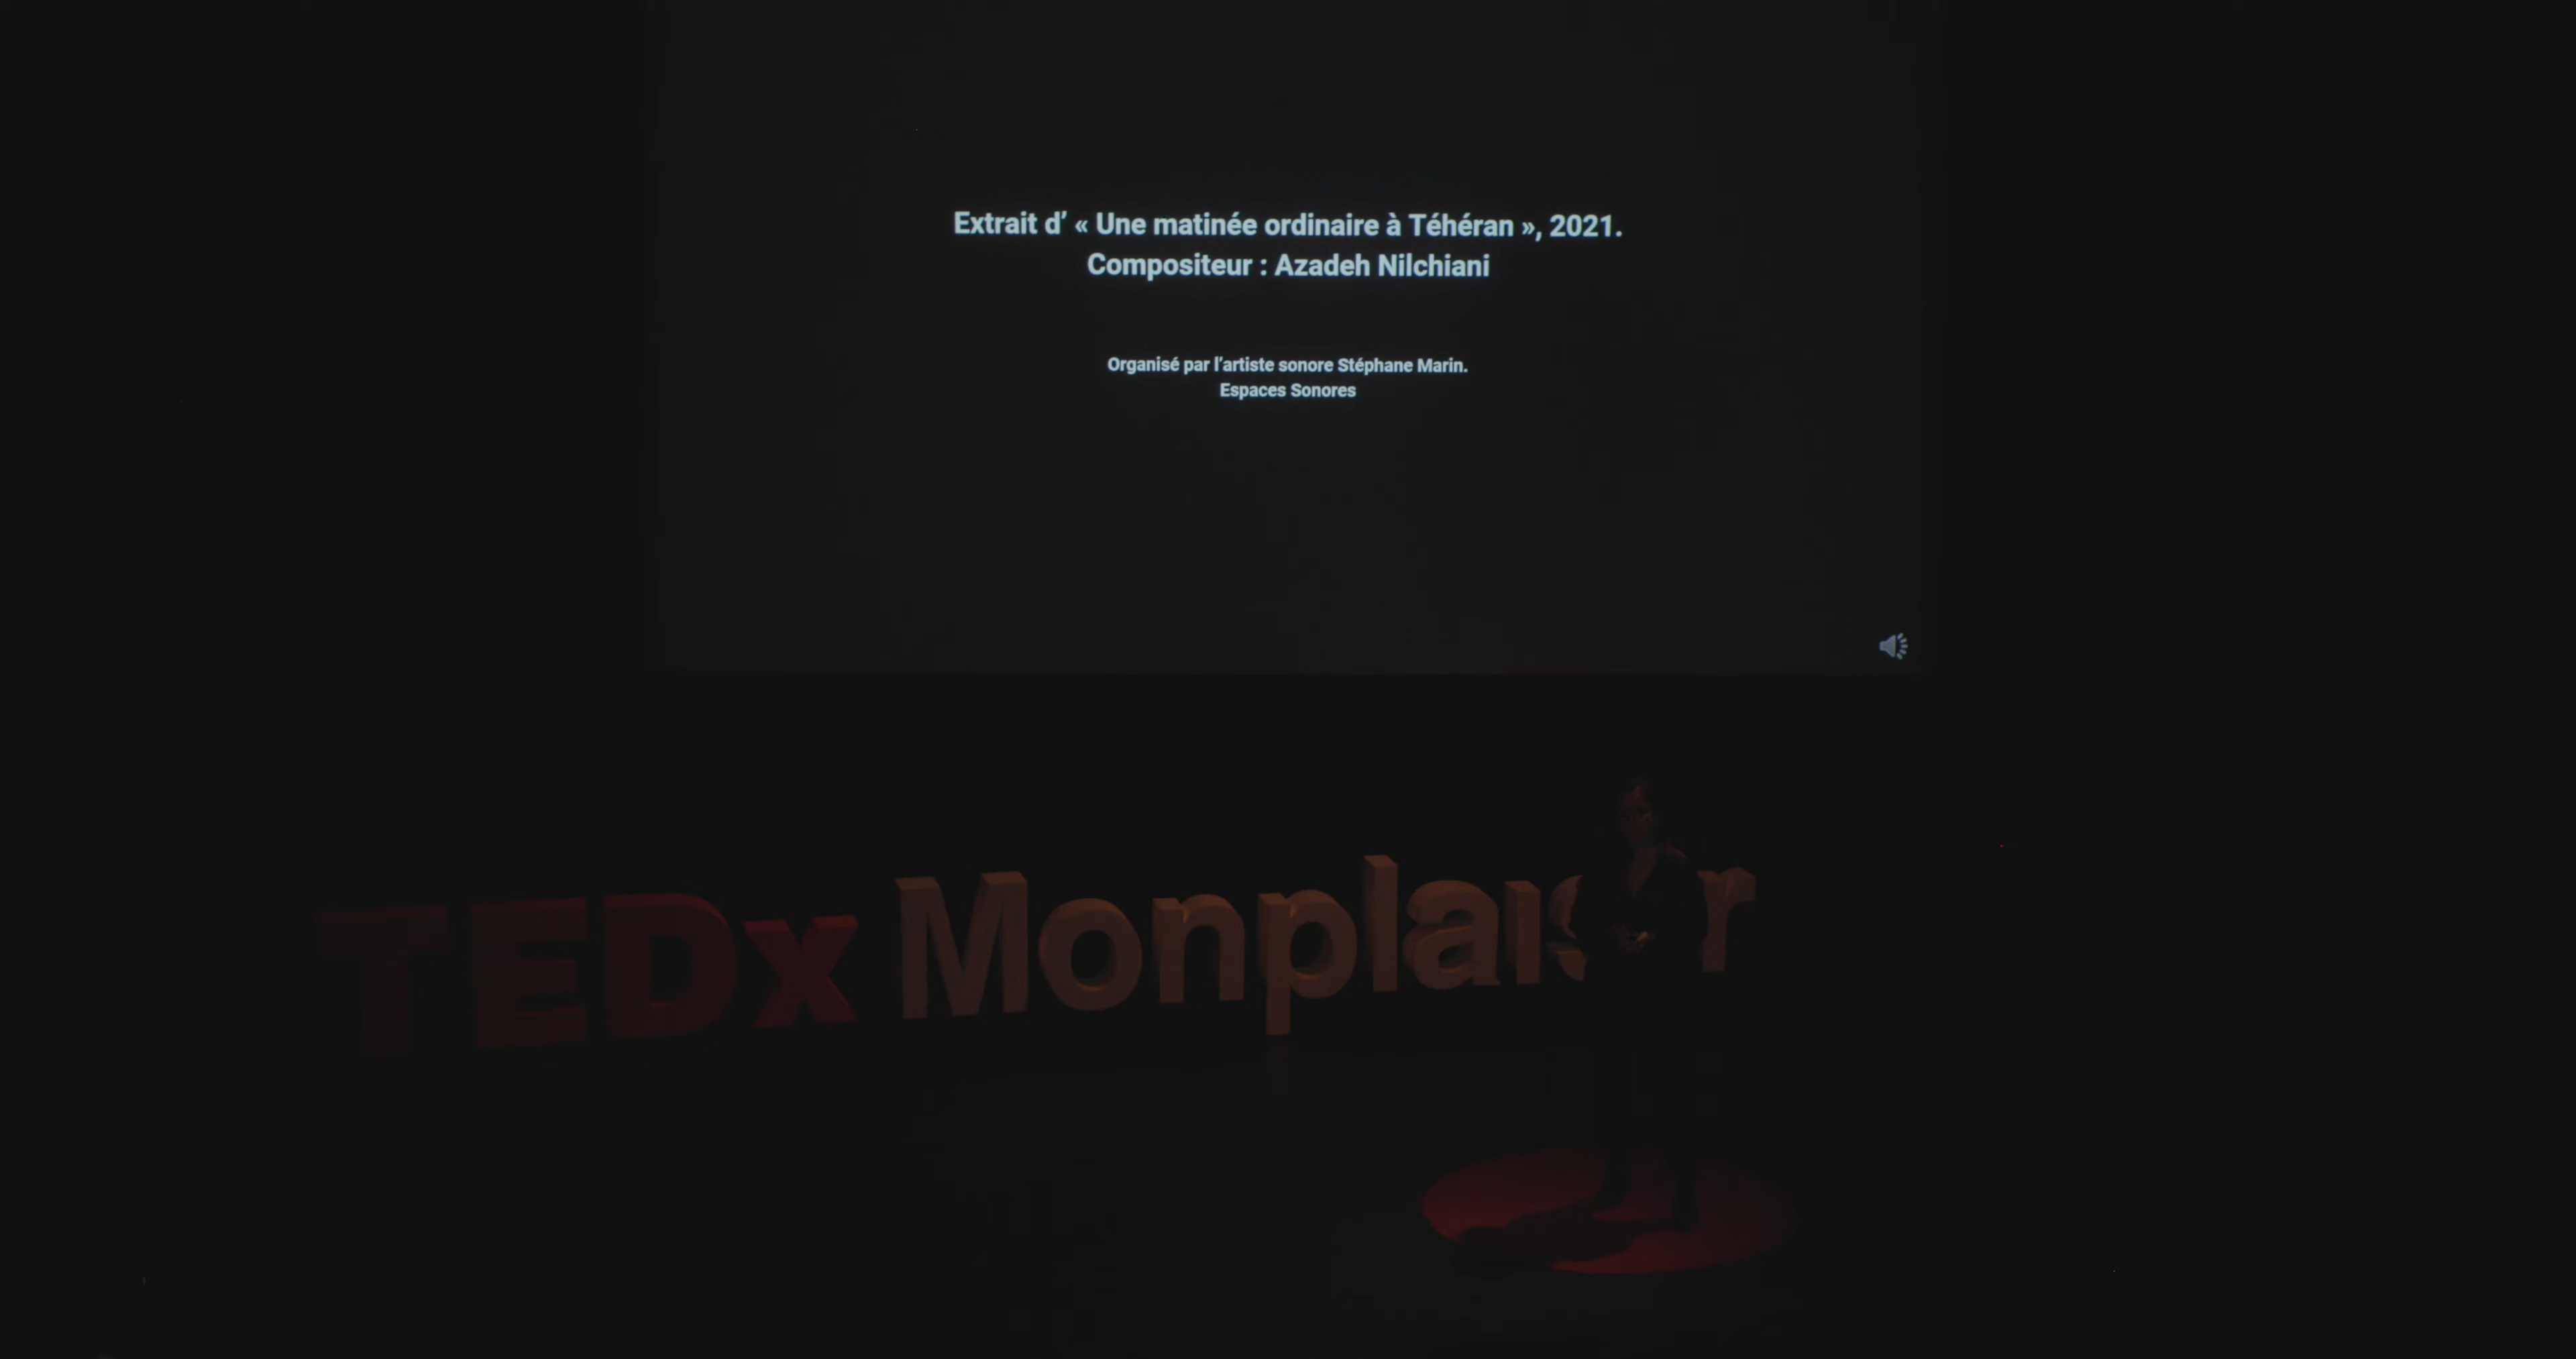 Extrait d’ « Une matinée ordinaire à Téhéran », 2021.
Compositeur : Azadeh Nilchiani
Organisé par l’artiste sonore Stéphane Marin.
Espaces Sonores
TEDx Monplaisir